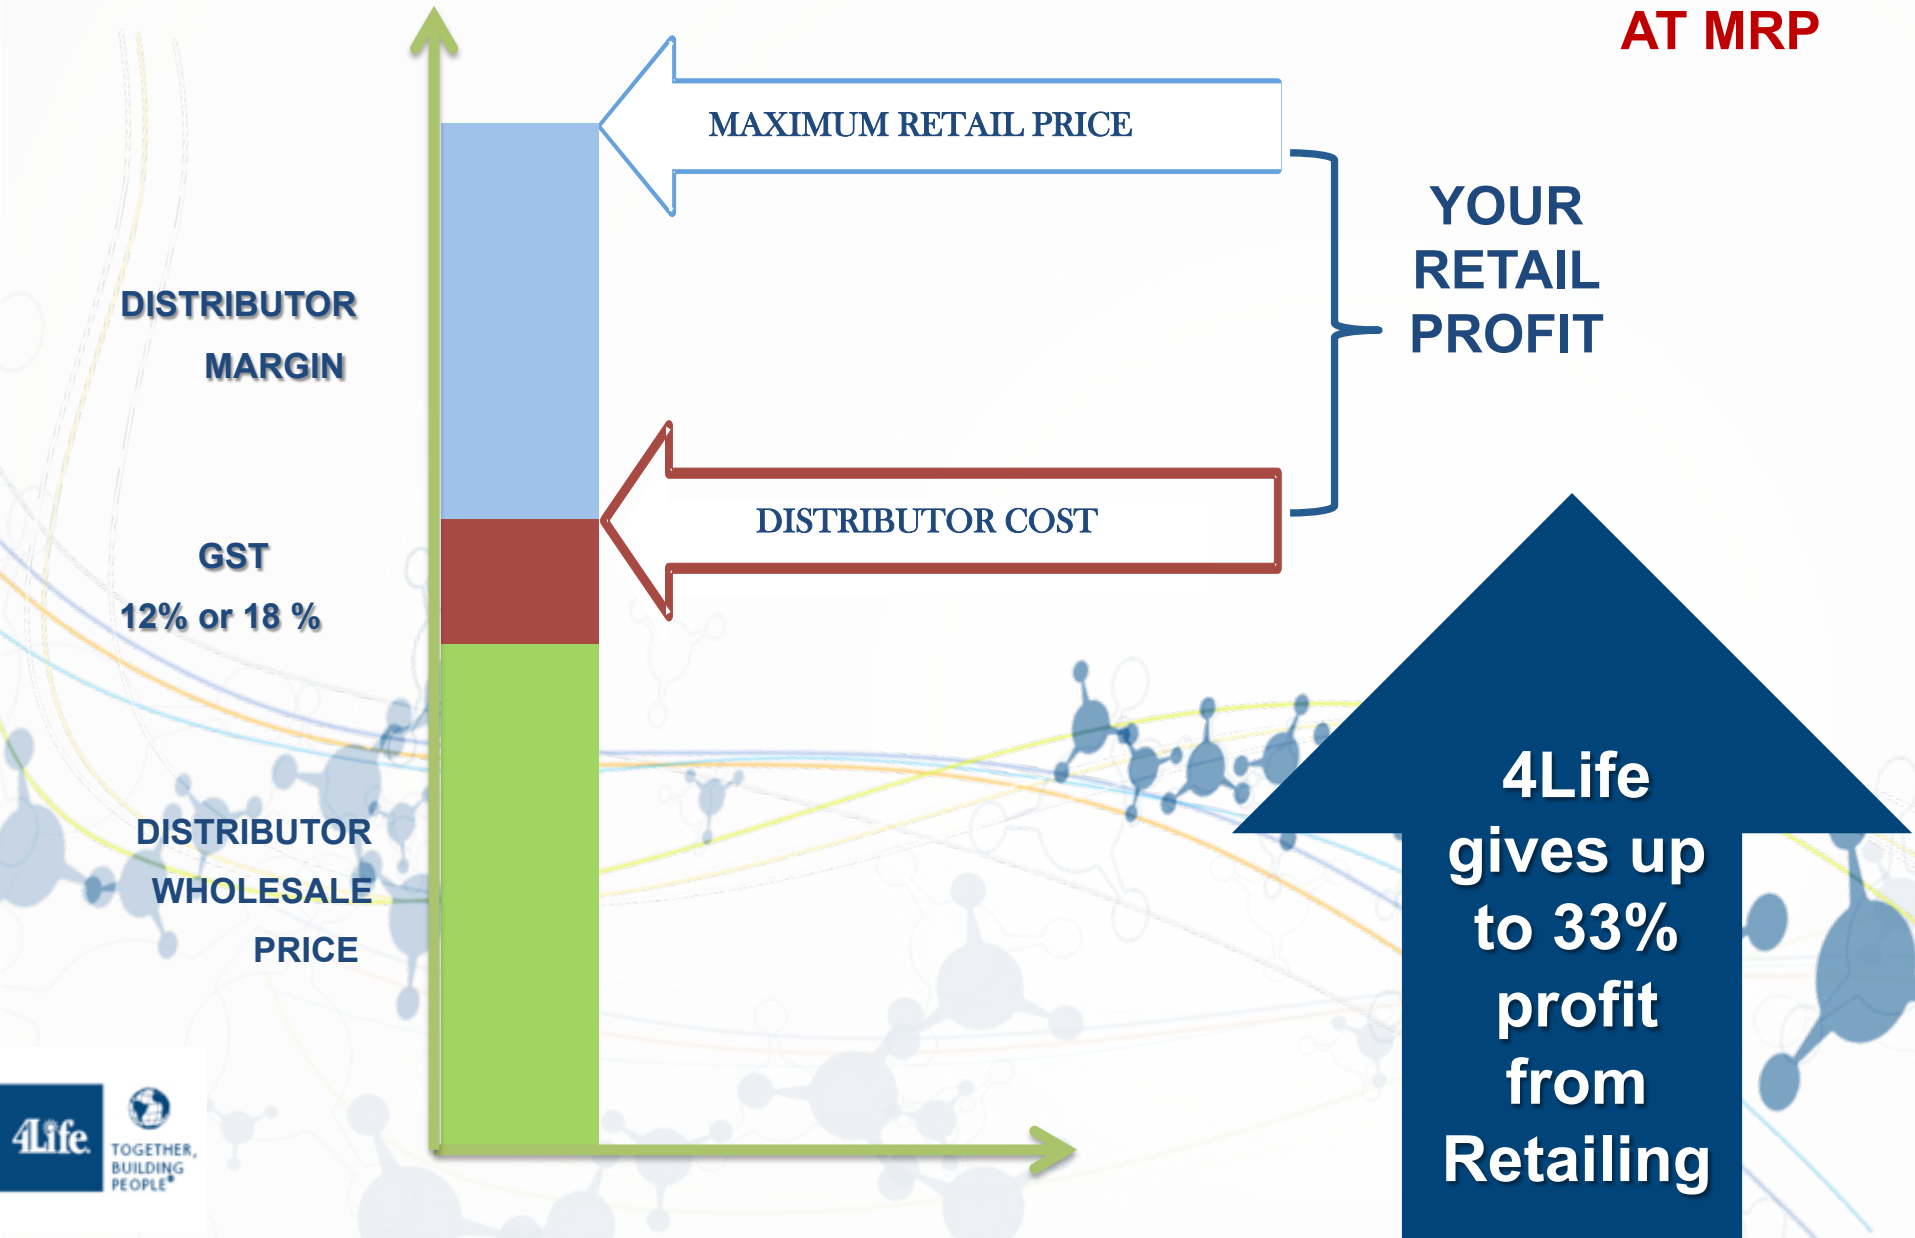 AT MRP
MAXIMUM RETAIL PRICE
YOUR
RETAIL
PROFIT
DISTRIBUTOR
MARGIN
DISTRIBUTOR COST
GST
12% or 18 %
DISTRIBUTOR
WHOLESALE
PRICE
4Life
gives up
to 33%
profit
from
Retailing
4Life
TOGETHER,
BUILDING
PEOPLE®